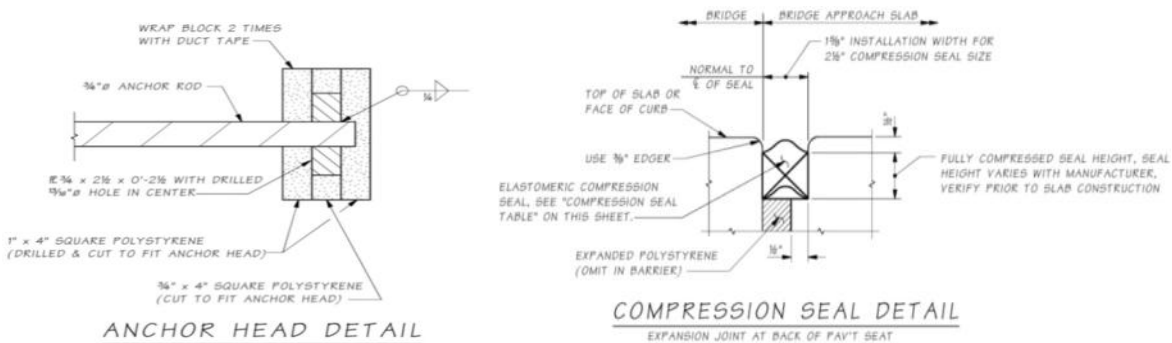 WRAP BLOCK 2 TIMES
WITH DUCT TAPE
¾"ø ANCHOR ROD
¼
PL ¾ x 2½ x 0'-2½ WITH DRILLED
13/16"ø HOLE IN CENTER
1" x 4" SQUARE POLYSTYRENE
(DRILLED & CUT TO FIT ANCHOR HEAD)
¾" x 4" SQUARE POLYSTYRENE
(CUT TO FIT ANCHOR HEAD)
ANCHOR HEAD DETAIL
BRIDGE
BRIDGE APPROACH SLAB
INSTALLATION WIDTH FOR
2½" COMPRESSION SEAL SIZE
NORMAL TO
℄ OF SEAL
TOP OF SLAB OR
FACE OF CURB
½"
USE ⅜" EDGER
FULLY COMPRESSED SEAL HEIGHT, SEAL
HEIGHT VARIES WITH MANUFACTURER,
VERIFY PRIOR TO SLAB CONSTRUCTION
ELASTOMERIC COMPRESSION
SEAL, SEE "COMPRESSION SEAL
TABLE" ON THIS SHEET.
EXPANDED POLYSTYRENE
(OMIT IN BARRIER)
½"
COMPRESSION SEAL DETAIL
EXPANSION JOINT AT BACK OF PAV'T SEAT